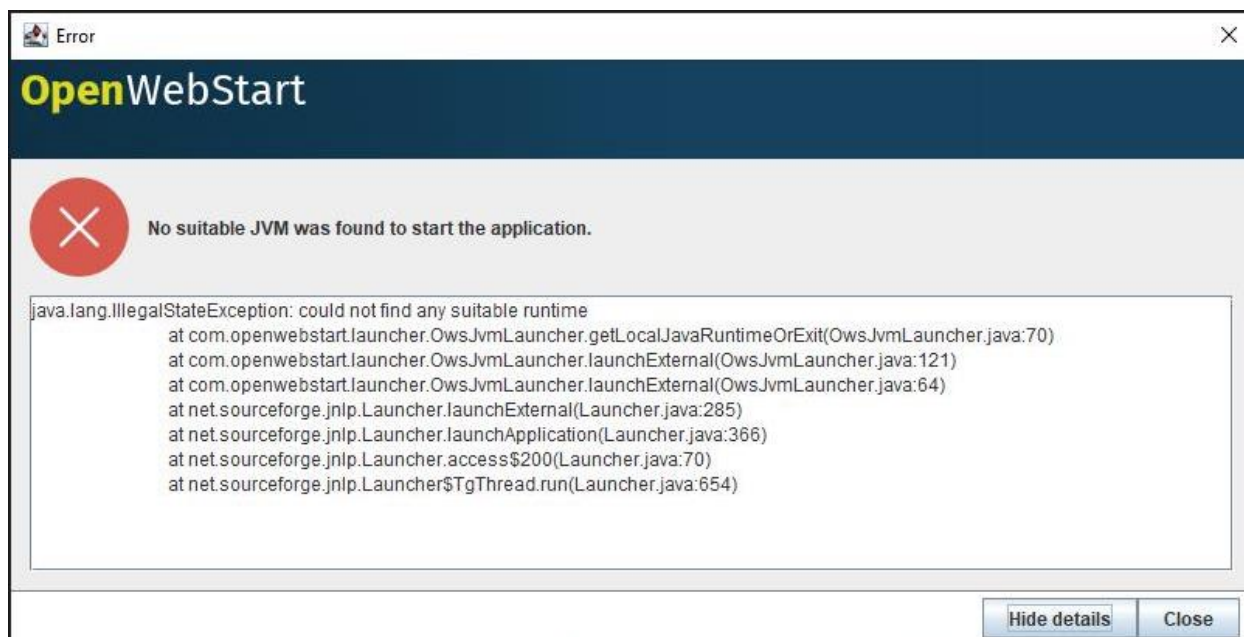 Error
OpenWebStart
No suitable JVM was found to start the application.
java.lang.IllegalStateException: could not find any suitable runtime
at com.openwebstart.launcher.OwsJvmLauncher.getLocalJavaRuntimeOrExit(OwsJvmLauncher.java:70)
at com.openwebstart.launcher.OwsJvmLauncher.launchExternal(OwsJvmLauncher.java:121)
at com.openwebstart.launcher.OwsJvmLauncher.launchExternal(OwsJvmLauncher.java:64)
at net.sourceforge.jnlp.Launcher.launchExternal(Launcher.java:285)
at net.sourceforge.jnlp.Launcher.launchApplication(Launcher.java:366)
at net.sourceforge.jnlp.Launcher.access$200(Launcher.java:70)
at net.sourceforge.jnlp.Launcher$TgThread.run(Launcher.java:654)
Hide details Close